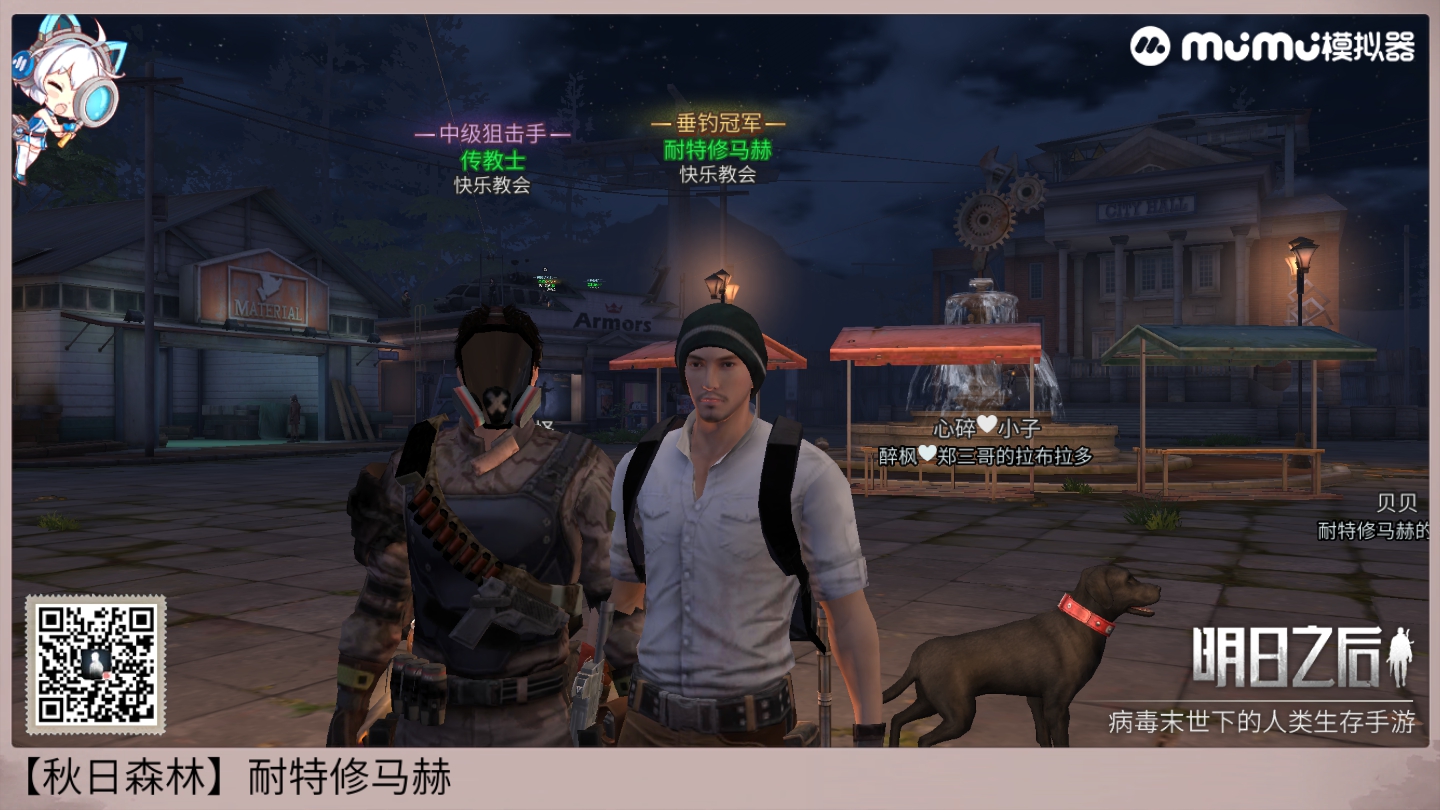 mumu模拟器
中级狙击手
传教士
快乐教会
垂钓冠军
耐特修马赫
快乐教会
CITY HALL
MATERIAL
Armors
怪
心碎🤍小子
醉枫🤍郑三哥的拉布拉多
贝贝
耐特修马赫的
明日之后
病毒末世下的人类生存手游
【秋日森林】耐特修马赫